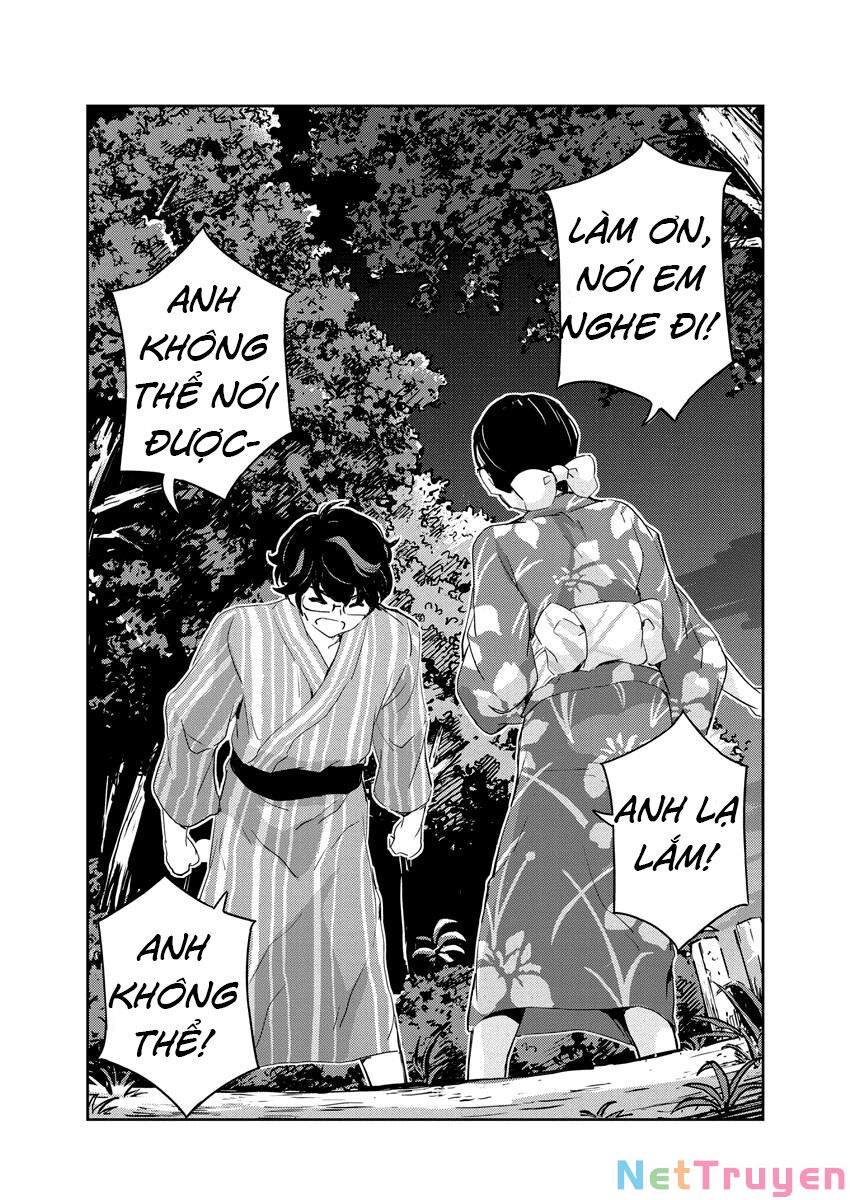 LÀM ƠN,
NÓI EM
NGHE ĐI!
ANH
KHÔNG
THỂ NÓI
ĐƯỢC-
ANH LẠ
LẮM!
ANH
KHÔNG
THỂ!
NetTruyen